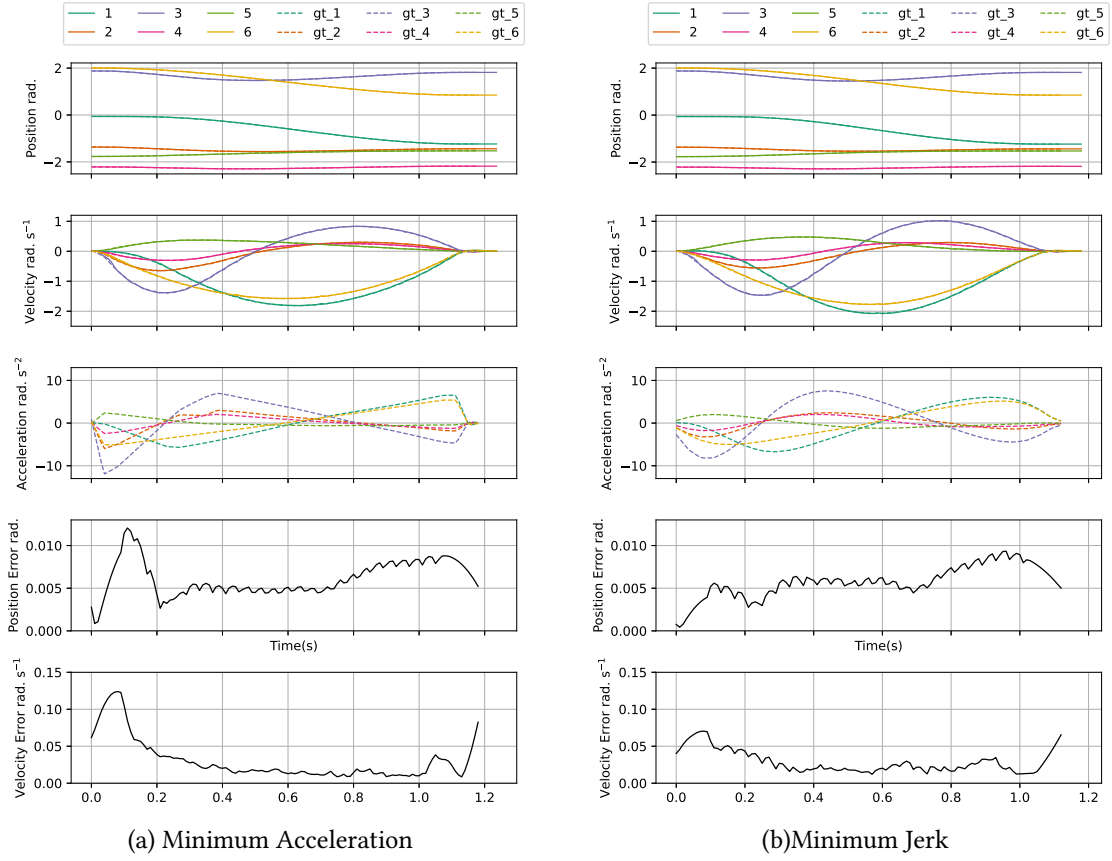 1 3 5 gt_1 gt_3 gt_5
2 4 6 gt_2 gt_4 gt_6
2
0
−2
Position rad.
1
0
−1
−2
Velocity rad. s⁻¹
10
0
−10
Acceleration rad. s⁻²
0.010
0.005
0.000
Position Error rad.
Time(s)
0.15
0.10
0.05
0.00
Velocity Error rad. s⁻¹
0.0 0.2 0.4 0.6 0.8 1.0 1.2
(a) Minimum Acceleration
1 3 5 gt_1 gt_3 gt_5
2 4 6 gt_2 gt_4 gt_6
2
0
−2
Position rad.
1
0
−1
−2
Velocity rad. s⁻¹
10
0
−10
Acceleration rad. s⁻²
0.010
0.005
0.000
Position Error rad.
Time(s)
0.15
0.10
0.05
0.00
Velocity Error rad. s⁻¹
0.0 0.2 0.4 0.6 0.8 1.0 1.2
(b)Minimum Jerk